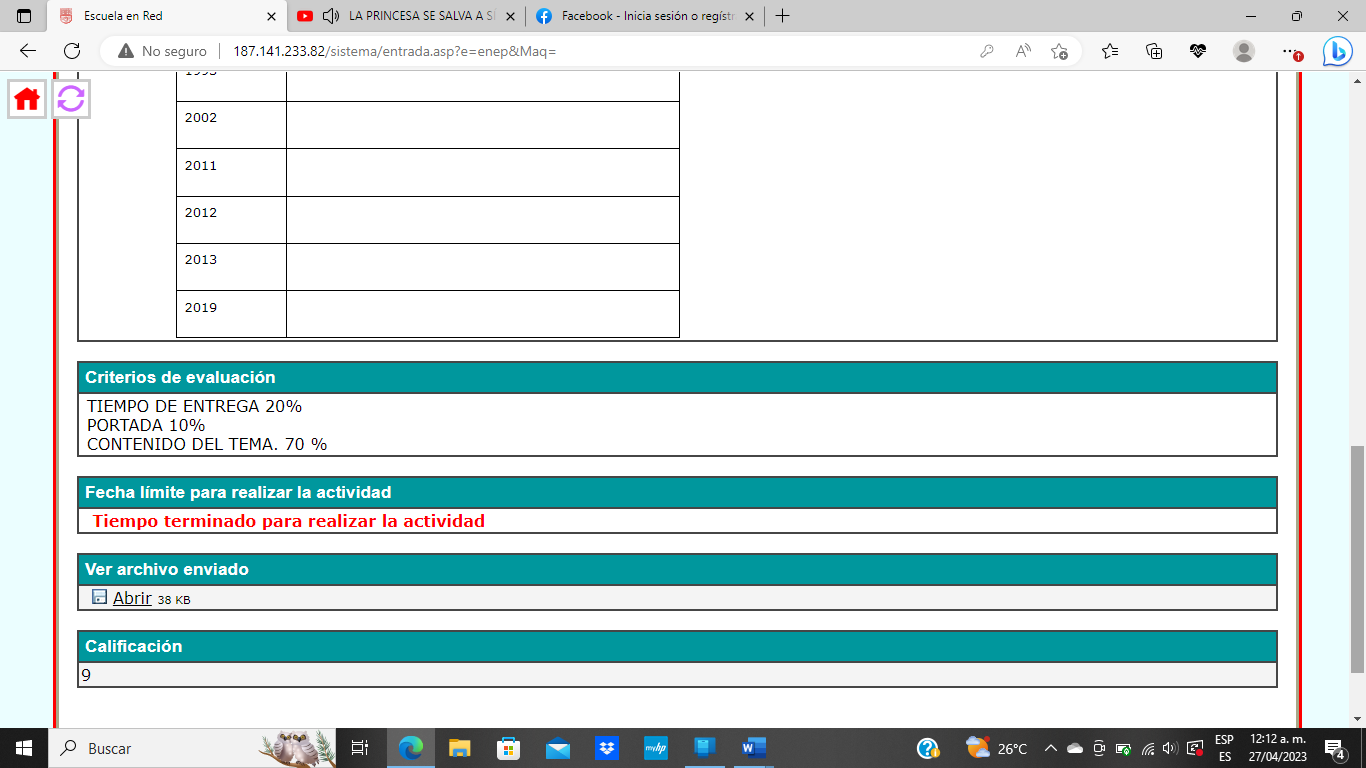 Escuela en Red
LA PRINCESA SE SALVA A S
Facebook - Inicia sesión o regístr
No seguro
187.141.233.82/sistema/entrada.asp?e=enep&Maq=
2002
2011
2012
2013
2019
Criterios de evaluación
TIEMPO DE ENTREGA 20%
PORTADA 10%
CONTENIDO DEL TEMA. 70 %
Fecha límite para realizar la actividad
Tiempo terminado para realizar la actividad
Ver archivo enviado
Abrir 38 KB
Calificación
9
Buscar
26°C
ESP
ES
12:12 a. m.
27/04/2023
4